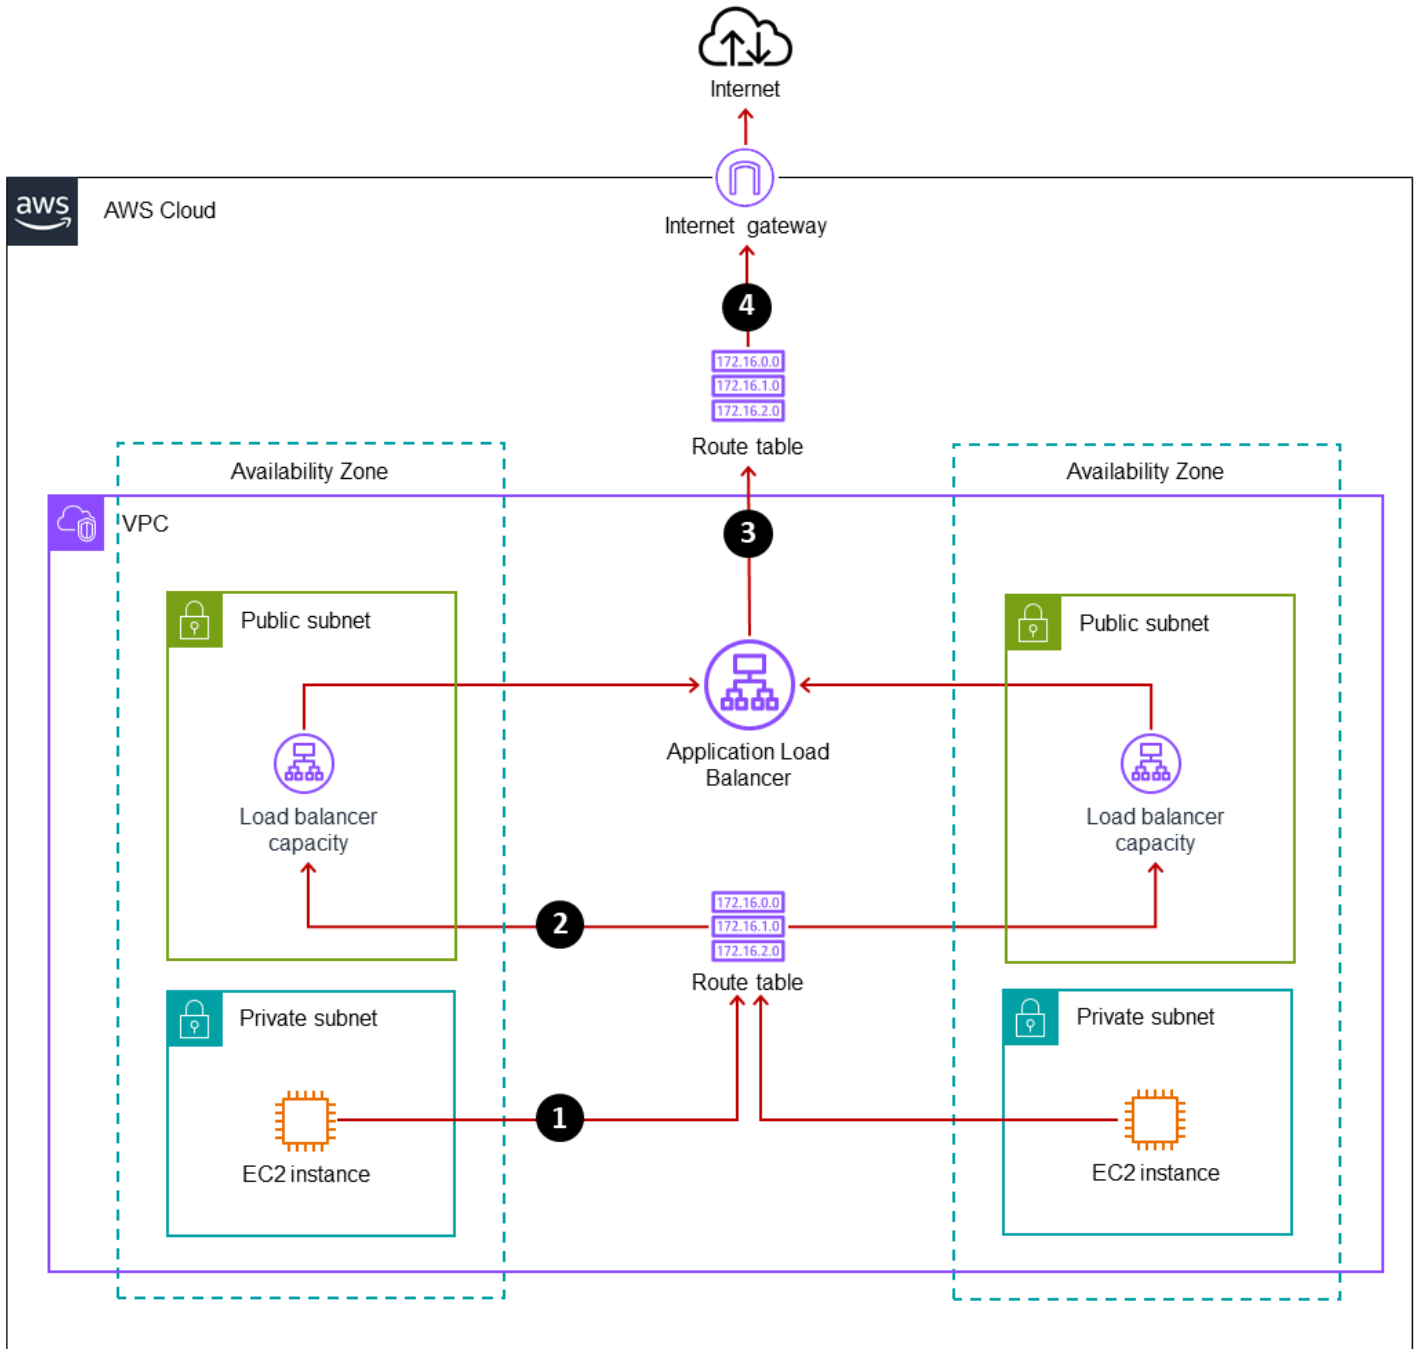 Internet
aws
AWS Cloud
Internet gateway
4
172.16.0.0
172.16.1.0
172.16.2.0
Route table
Availability Zone
Availability Zone
VPC
3
Public subnet
Public subnet
Application Load
Balancer
Load balancer
capacity
Load balancer
capacity
2
172.16.0.0
172.16.1.0
172.16.2.0
Route table
Private subnet
Private subnet
1
EC2 instance
EC2 instance